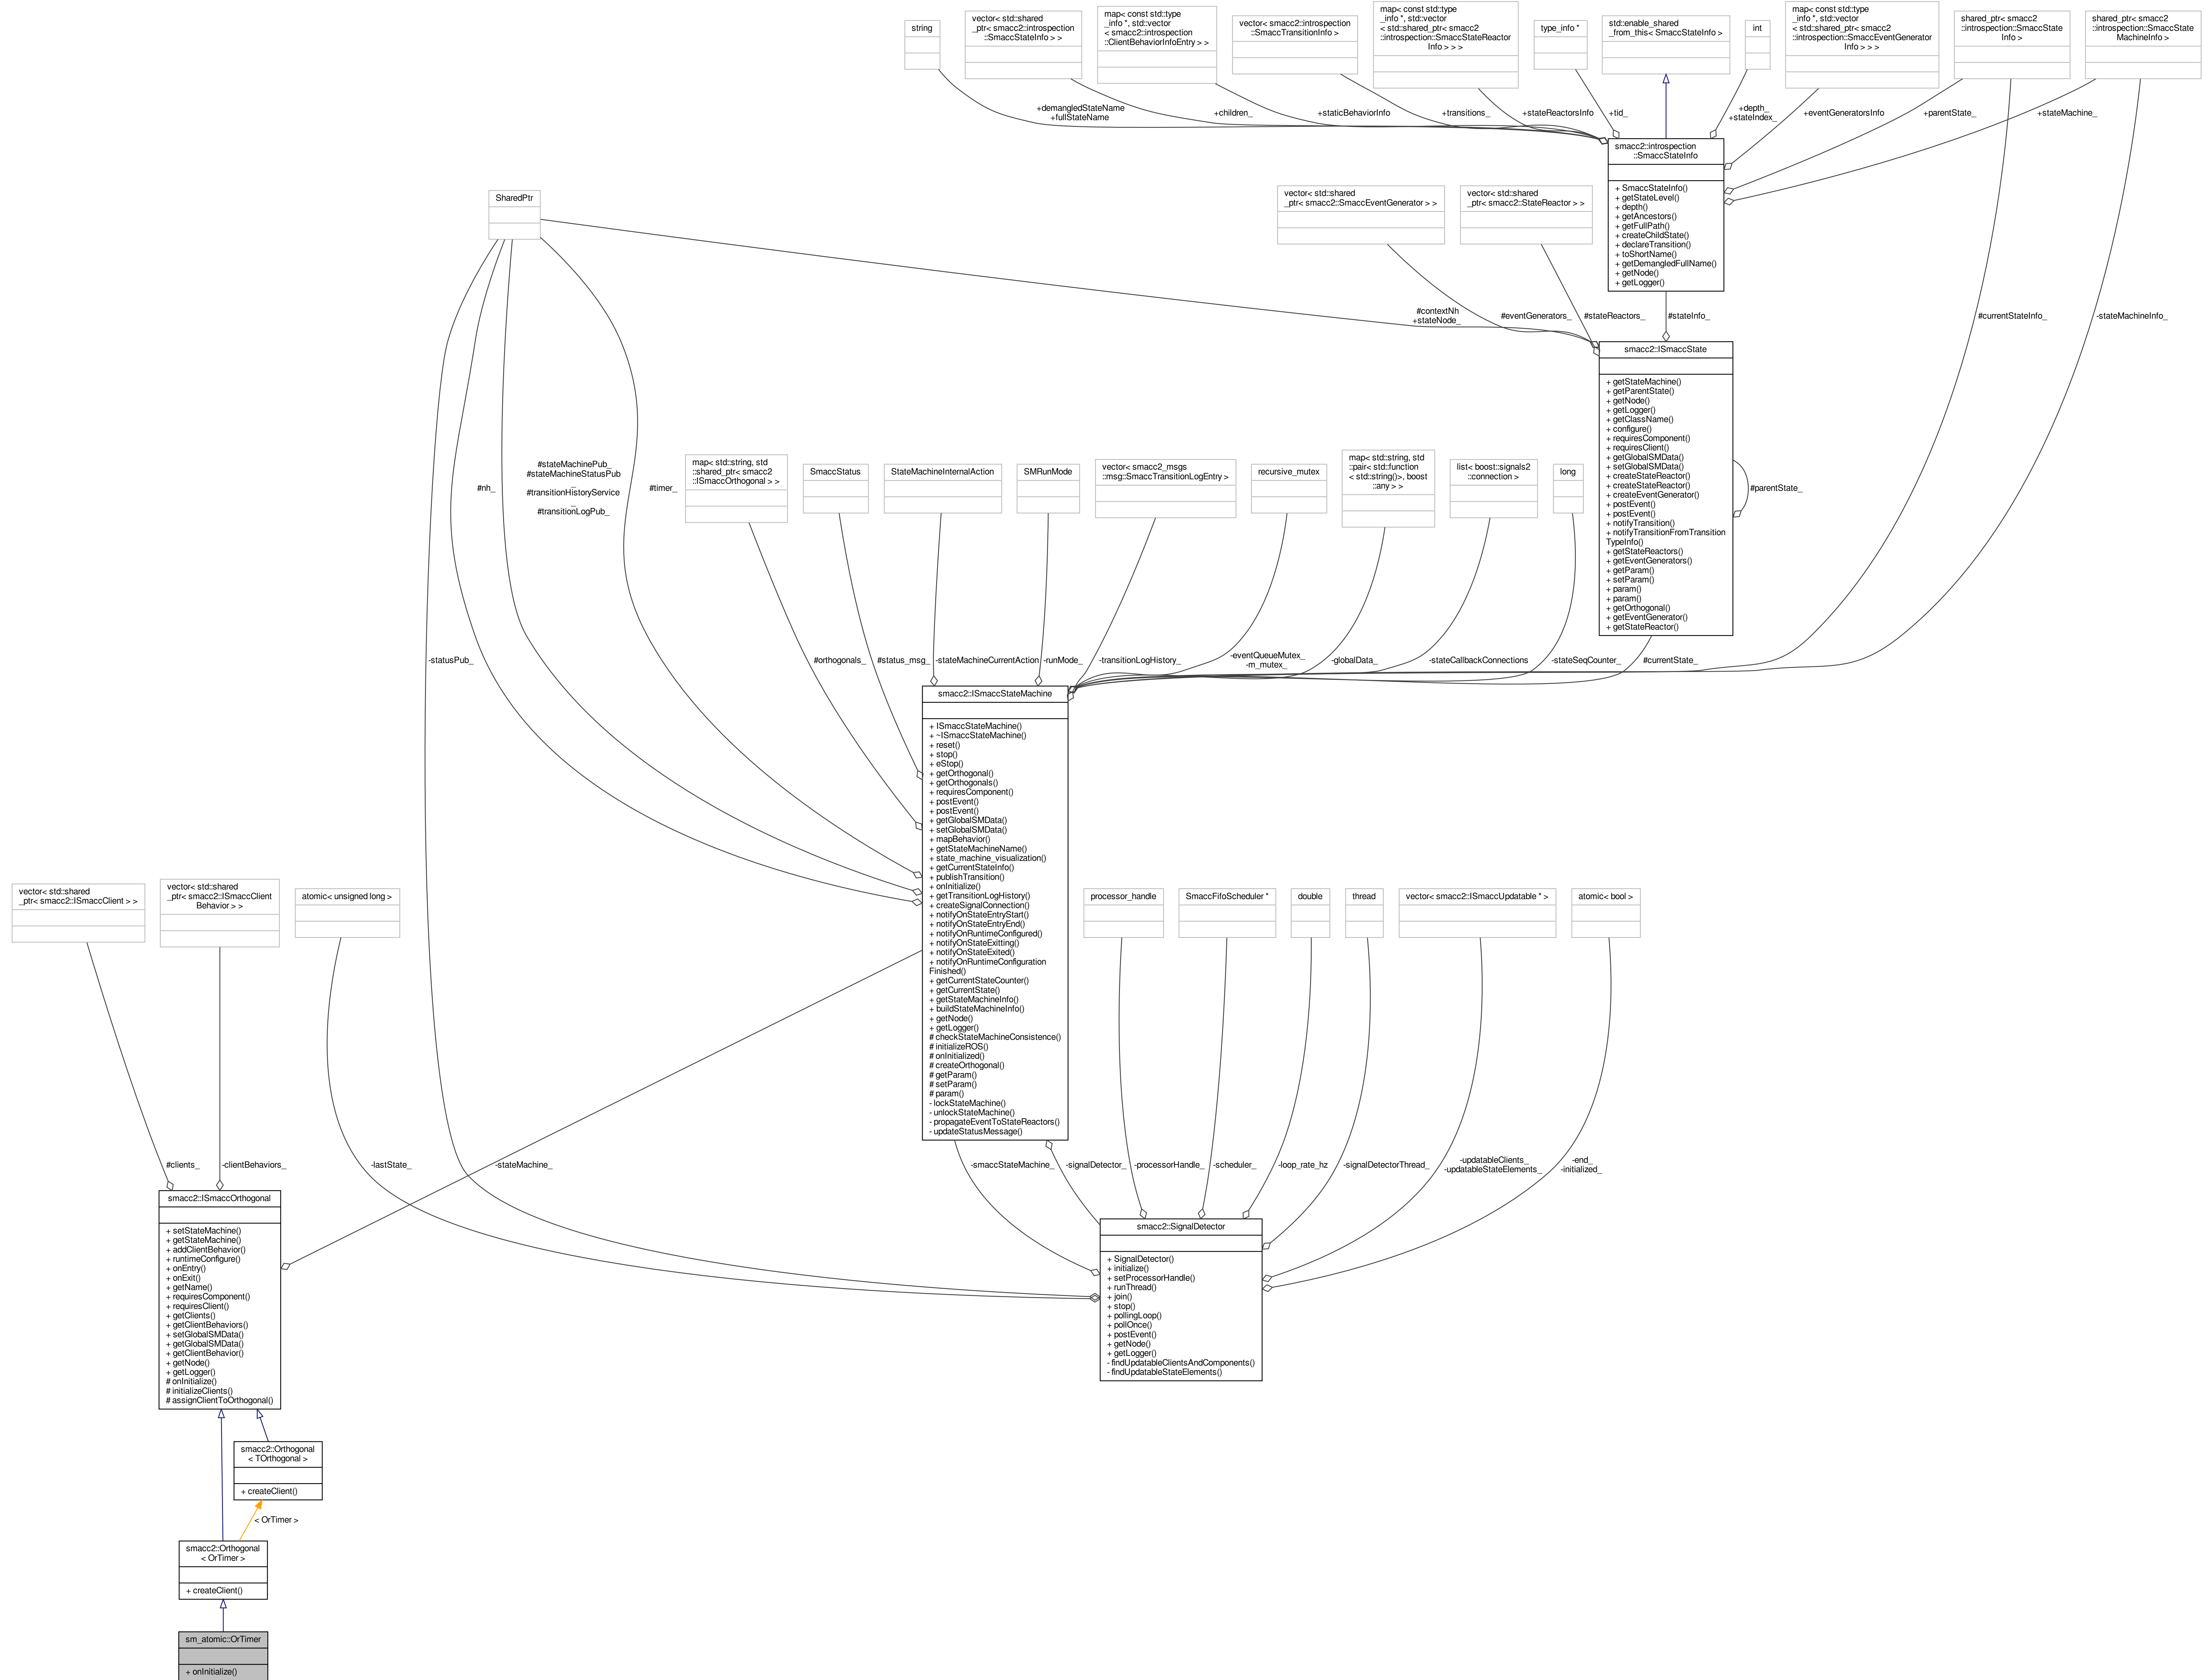 string
vector< std::shared
_ptr< smacc2::introspection
::SmaccStateInfo > >
map< const std::type
_info *, std::vector
< smacc2::introspection
::ClientBehaviorInfoEntry > >
vector< smacc2::introspection
::SmaccTransitionInfo >
map< const std::type
_info *, std::vector
< std::shared_ptr< smacc2
::introspection::SmaccStateReactor
Info > > >
type_info *
std::enable_shared
_from_this< SmaccStateInfo >
int
map< const std::type
_info *, std::vector
< std::shared_ptr< smacc2
::introspection::SmaccEventGenerator
Info > > >
shared_ptr< smacc2
::introspection::SmaccState
Info >
shared_ptr< smacc2
::introspection::SmaccState
MachineInfo >
+demangledStateName
+fullStateName
+children_
+staticBehaviorInfo
+transitions_
+stateReactorsInfo
+tid_
+depth_
+stateIndex_
+eventGeneratorsInfo
+parentState_
+stateMachine_
smacc2::introspection
::SmaccStateInfo
+ SmaccStateInfo()
+ getStateLevel()
+ depth()
+ getAncestors()
+ getFullPath()
+ createChildState()
+ declareTransition()
+ toShortName()
+ getDemangledFullName()
+ getNode()
+ getLogger()
SharedPtr
vector< std::shared
_ptr< smacc2::SmaccEventGenerator > >
vector< std::shared
_ptr< smacc2::StateReactor > >
#contextNh
+stateNode_
#eventGenerators_
#stateReactors_
#stateInfo_
#currentStateInfo_
-stateMachineInfo_
smacc2::ISmaccState
+ getStateMachine()
+ getParentState()
+ getNode()
+ getLogger()
+ getClassName()
+ configure()
+ requiresComponent()
+ requiresClient()
+ getGlobalSMData()
+ setGlobalSMData()
+ createStateReactor()
+ createStateReactor()
+ createEventGenerator()
+ postEvent()
+ postEvent()
+ notifyTransition()
+ notifyTransitionFromTransition
TypeInfo()
+ getStateReactors()
+ getEventGenerators()
+ getParam()
+ setParam()
+ param()
+ param()
+ getOrthogonal()
+ getEventGenerator()
+ getStateReactor()
#parentState_
#nh_
#stateMachinePub_
#stateMachineStatusPub
_
#transitionHistoryService
_
#transitionLogPub_
#timer_
map< std::string, std
::shared_ptr< smacc2
::ISmaccOrthogonal > >
SmaccStatus
StateMachineInternalAction
SMRunMode
vector< smacc2_msgs
::msg::SmaccTransitionLogEntry >
recursive_mutex
map< std::string, std
::pair< std::function
< std::string()>, boost
::any > >
list< boost::signals2
::connection >
long
-statusPub_
#orthogonals_
#status_msg_
-stateMachineCurrentAction
-runMode_
-transitionLogHistory_
-eventQueueMutex_
-m_mutex_
-globalData_
-stateCallbackConnections
-stateSeqCounter_
#currentState_
smacc2::ISmaccStateMachine
+ ISmaccStateMachine()
+ ~ISmaccStateMachine()
+ reset()
+ stop()
+ eStop()
+ getOrthogonal()
+ getOrthogonals()
+ requiresComponent()
+ postEvent()
+ postEvent()
+ getGlobalSMData()
+ setGlobalSMData()
+ mapBehavior()
+ getStateMachineName()
+ state_machine_visualization()
+ getCurrentStateInfo()
+ publishTransition()
+ onInitialize()
+ getTransitionLogHistory()
+ createSignalConnection()
+ notifyOnStateEntryStart()
+ notifyOnStateEntryEnd()
+ notifyOnRuntimeConfigured()
+ notifyOnStateExitting()
+ notifyOnStateExited()
+ notifyOnRuntimeConfiguration
Finished()
+ getCurrentStateCounter()
+ getCurrentState()
+ getStateMachineInfo()
+ buildStateMachineInfo()
+ getNode()
+ getLogger()
# checkStateMachineConsistence()
# initializeROS()
# onInitialized()
# createOrthogonal()
# getParam()
# setParam()
# param()
- lockStateMachine()
- unlockStateMachine()
- propagateEventToStateReactors()
- updateStatusMessage()
vector< std::shared
_ptr< smacc2::ISmaccClient > >
vector< std::shared
_ptr< smacc2::ISmaccClient
Behavior > >
atomic< unsigned long >
processor_handle
SmaccFifoScheduler *
double
thread
vector< smacc2::ISmaccUpdatable * >
atomic< bool >
#clients_
-clientBehaviors_
-lastState_
-stateMachine_
-smaccStateMachine_
-signalDetector_
-processorHandle_
-scheduler_
-loop_rate_hz
-signalDetectorThread_
-updatableClients_
-updatableStateElements_
-end_
-initialized_
smacc2::ISmaccOrthogonal
+ setStateMachine()
+ getStateMachine()
+ addClientBehavior()
+ runtimeConfigure()
+ onEntry()
+ onExit()
+ getName()
+ requiresComponent()
+ requiresClient()
+ getClients()
+ getClientBehaviors()
+ setGlobalSMData()
+ getGlobalSMData()
+ getClientBehavior()
+ getNode()
+ getLogger()
# onInitialize()
# initializeClients()
# assignClientToOrthogonal()
smacc2::SignalDetector
+ SignalDetector()
+ initialize()
+ setProcessorHandle()
+ runThread()
+ join()
+ stop()
+ pollingLoop()
+ pollOnce()
+ postEvent()
+ getNode()
+ getLogger()
- findUpdatableClientsAndComponents()
- findUpdatableStateElements()
smacc2::Orthogonal
< TOrthogonal >
+ createClient()
< OrTimer >
smacc2::Orthogonal
< OrTimer >
+ createClient()
sm_atomic::OrTimer
+ onInitialize()